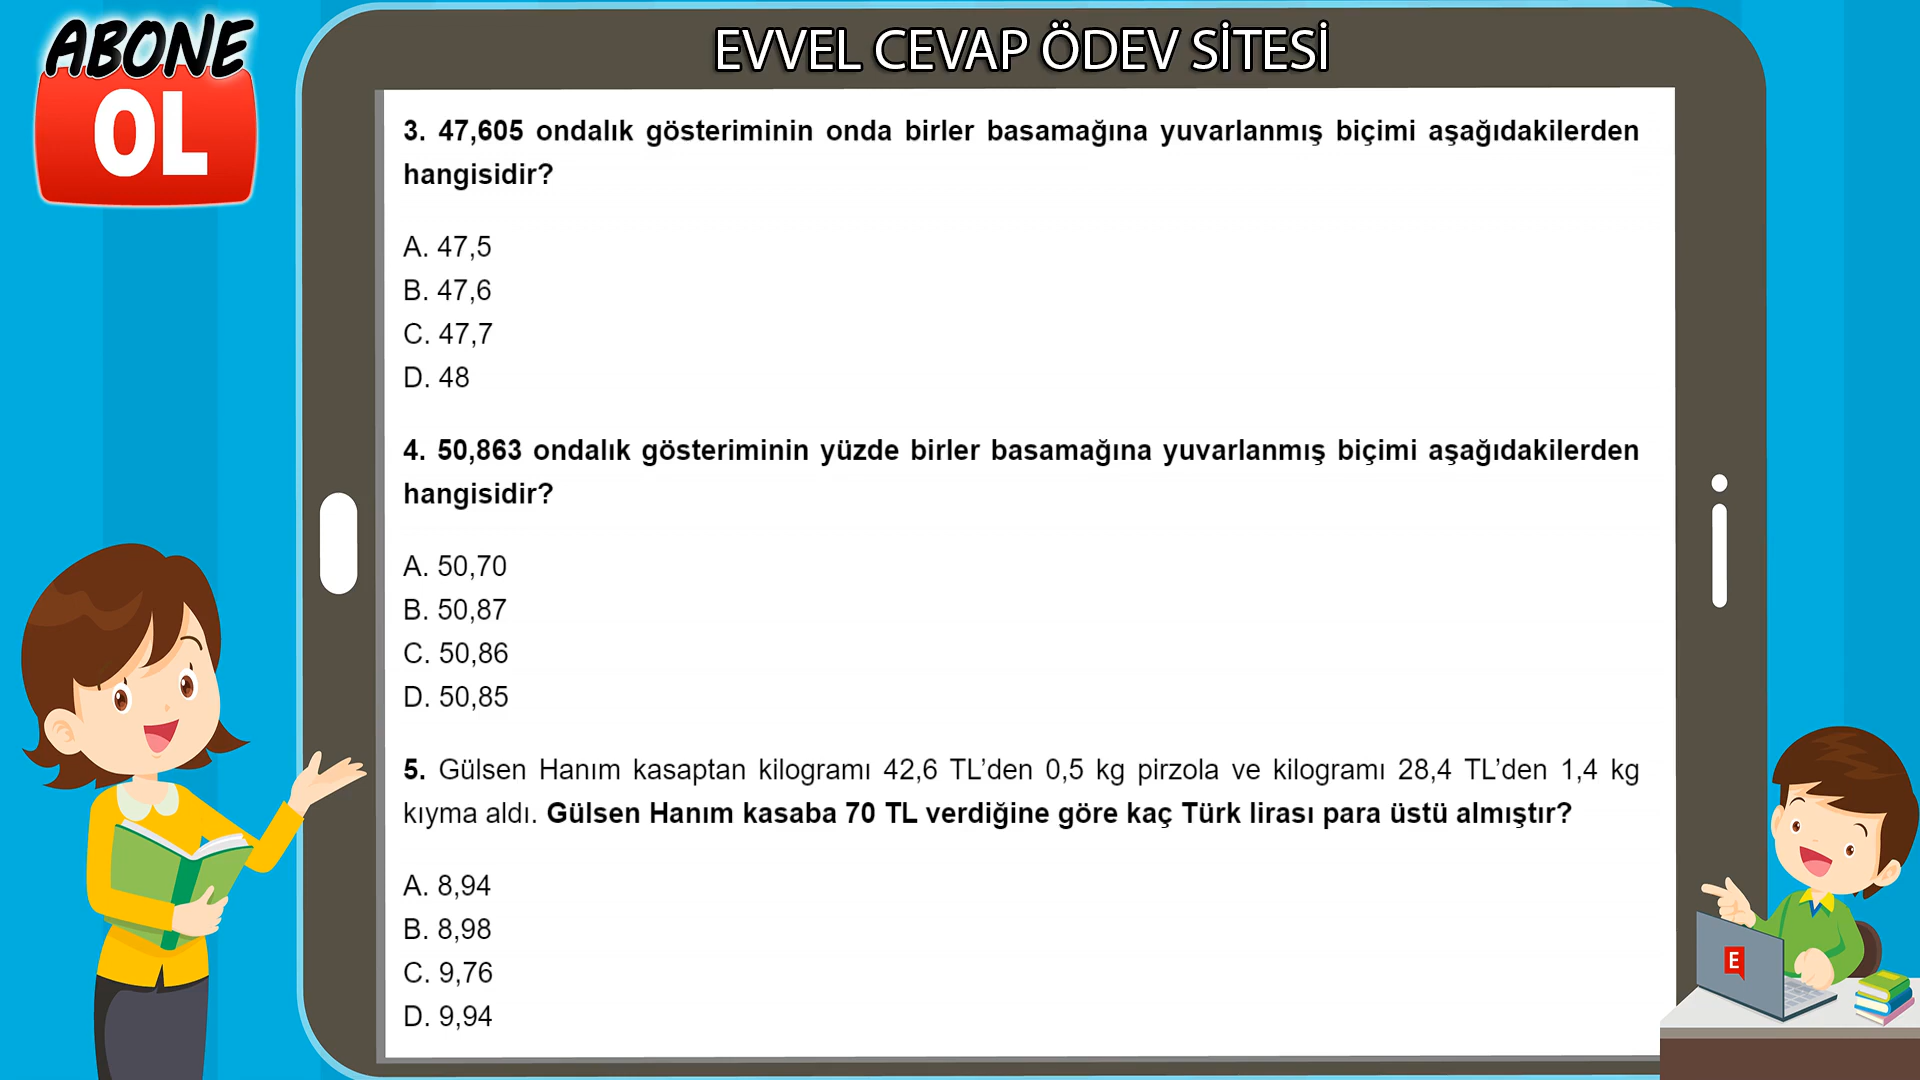 ABONE
OL
EVVEL CEVAP ÖDEV SİTESİ
3. 47,605 ondalık gösteriminin onda birler basamağına yuvarlanmış biçimi aşağıdakilerden
hangisidir?
A. 47,5
B. 47,6
C. 47,7
D. 48
4. 50,863 ondalık gösteriminin yüzde birler basamağına yuvarlanmış biçimi aşağıdakilerden
hangisidir?
A. 50,70
B. 50,87
C. 50,86
D. 50,85
5. Gülsen Hanım kasaptan kilogramı 42,6 TL’den 0,5 kg pirzola ve kilogramı 28,4 TL’den 1,4 kg
kıyma aldı. Gülsen Hanım kasaba 70 TL verdiğine göre kaç Türk lirası para üstü almıştır?
A. 8,94
B. 8,98
C. 9,76
D. 9,94
E